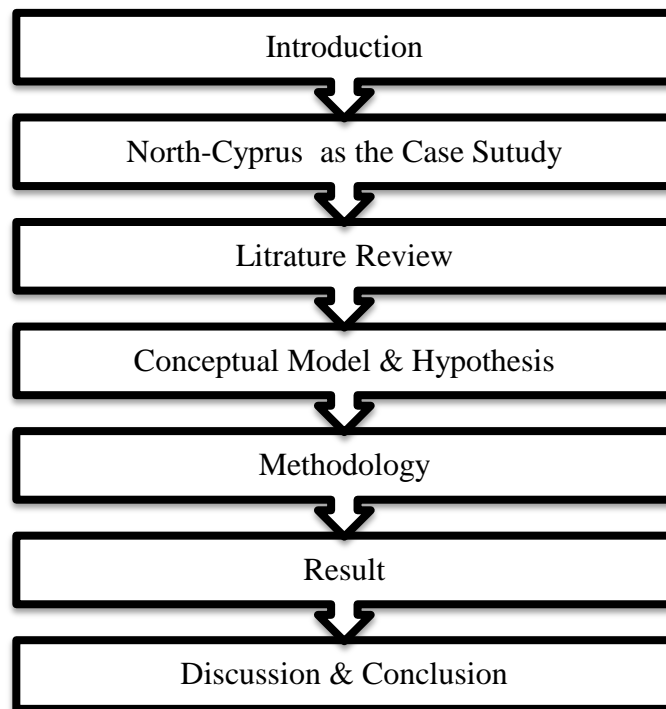 Introduction
North-Cyprus as the Case Sutudy
Litrature Review
Conceptual Model & Hypothesis
Methodology
Result
Discussion & Conclusion